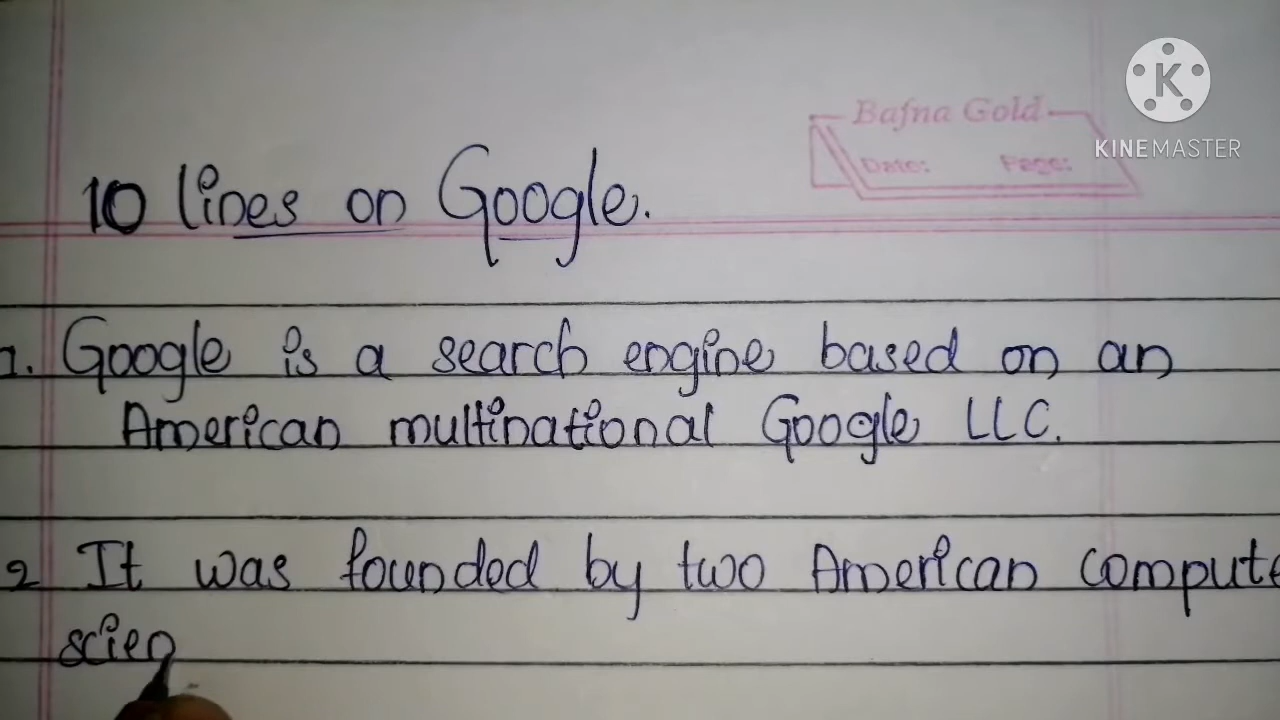 KINEMASTER
Bafna Gold
Date: Page:
10 lines on Google.
1. Google is a search engine based on an
American multinational Google LLC.
2 It was founded by two American compute
scien